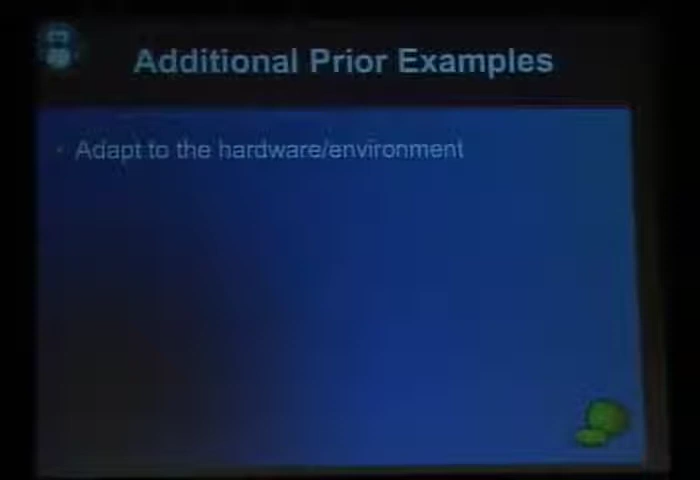 Additional Prior Examples
• Adapt to the hardware/environment